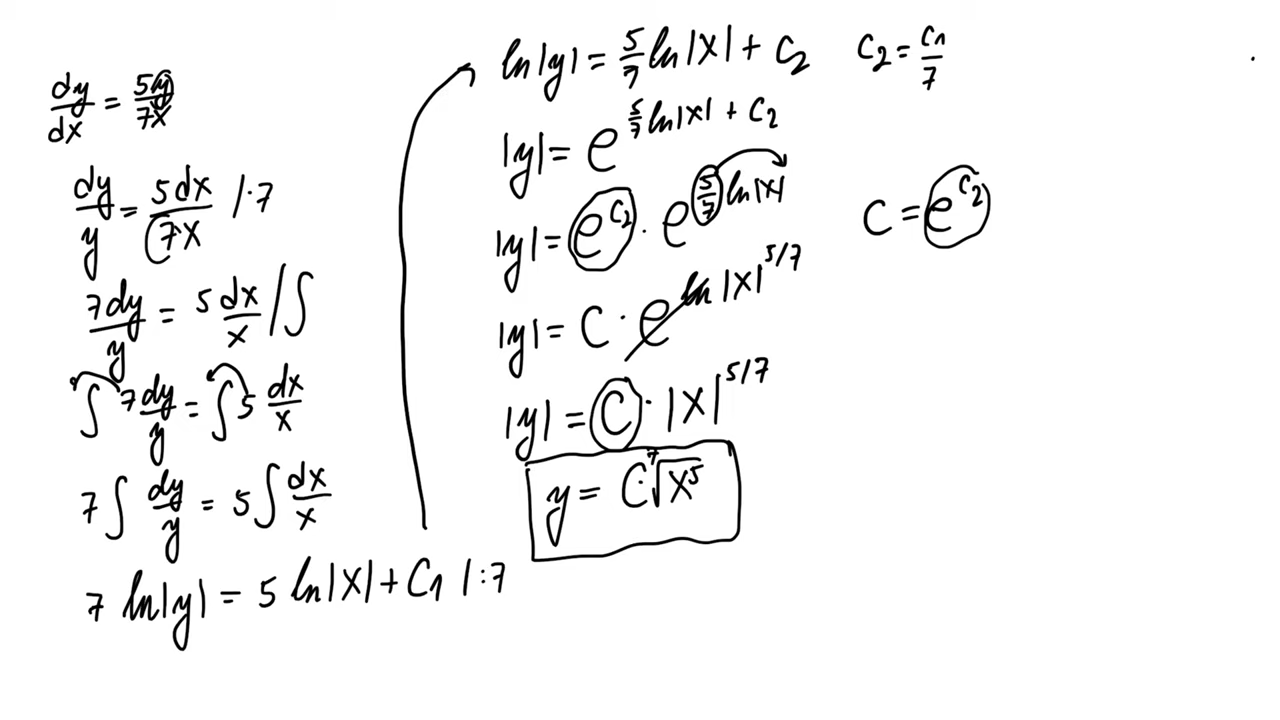 dy/dx = 5y/7x
dy/y = 5dx/7x |·7
7dy/y = 5 dx/x |∫
∫ 7 dy/y = ∫ 5 dx/x
7 ∫ dy/y = 5 ∫ dx/x
7 ln|y| = 5 ln|x| + C₁ |:7
ln|y| = 5/7 ln|x| + C₂ C₂ = C₁/7
|y| = e^(5/7 ln|x| + C₂)
|y| = e^(C₂) · e^(5/7 ln|x|) C = e^(C₂)
|y| = C · e^(ln|x|^(5/7))
|y| = C · |x|^(5/7)
y = C·⁷√x⁵